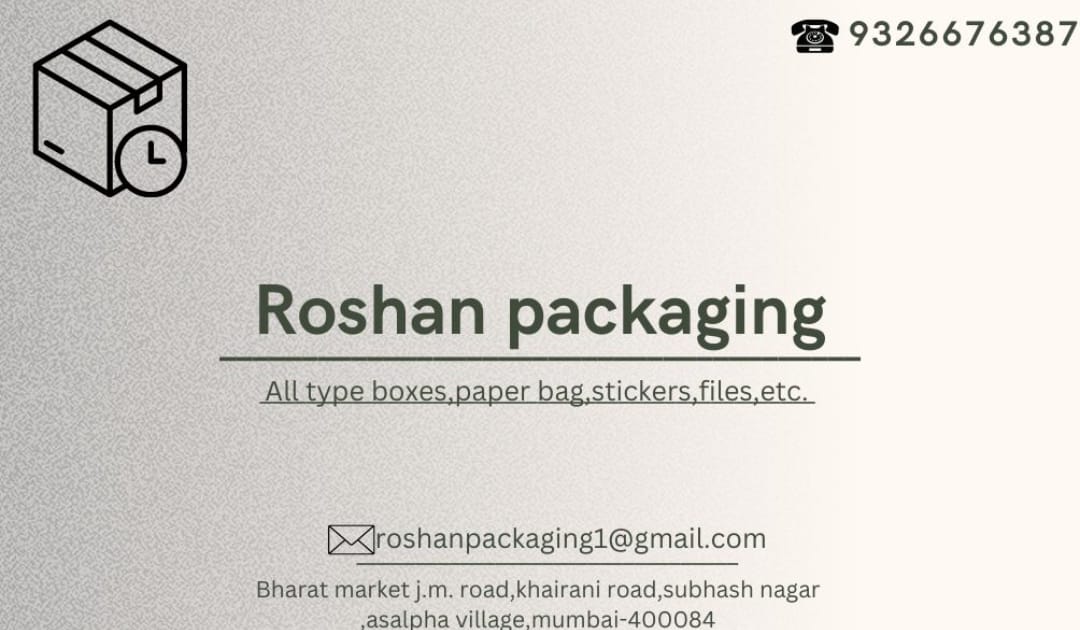 9326676387
Roshan packaging
All type boxes,paper bag,stickers,files,etc.
roshanpackaging1@gmail.com
Bharat market j.m. road,khairani road,subhash nagar
,asalpha village,mumbai-400084